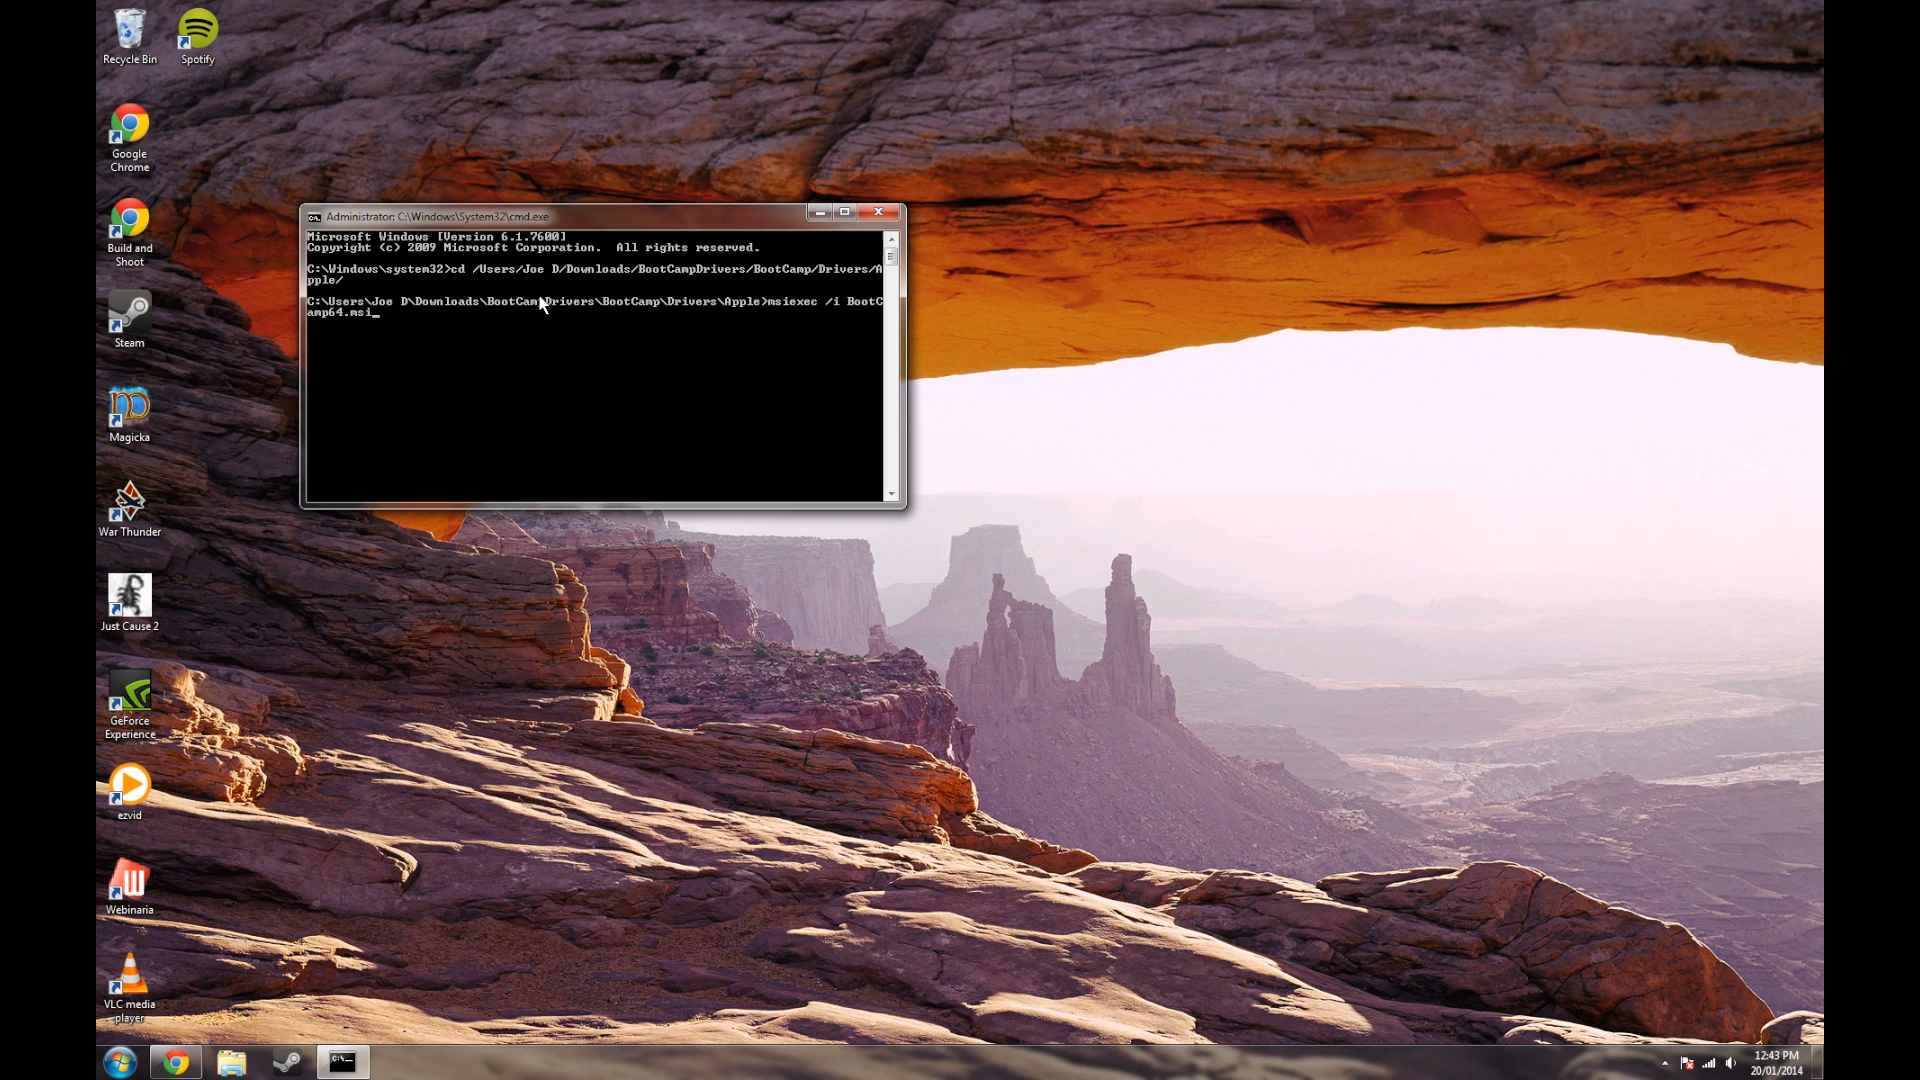 Recycle Bin
Spotify
Google
Chrome
Build and
Shoot
Steam
Magicka
War Thunder
Just Cause 2
GeForce
Experience
ezvid
Webinaria
VLC media
player
Administrator: C:\Windows\System32\cmd.exe
Microsoft Windows [Version 6.1.7600]
Copyright (c) 2009 Microsoft Corporation.  All rights reserved.
C:\Windows\system32>cd /Users/Joe D/Downloads/BootCampDrivers/BootCamp/Drivers/A
pple/
C:\Users\Joe D\Downloads\BootCampDrivers\BootCamp\Drivers\Apple>msiexec /i BootC
amp64.msi_
12:43 PM
20/01/2014